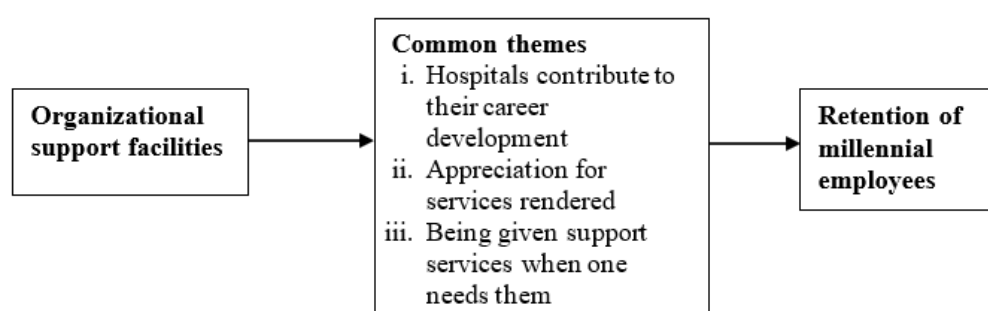 Organizational
support facilities
Common themes
i. Hospitals contribute to
their career
development
ii. Appreciation for
services rendered
iii. Being given support
services when one
needs them
Retention of
millennial
employees